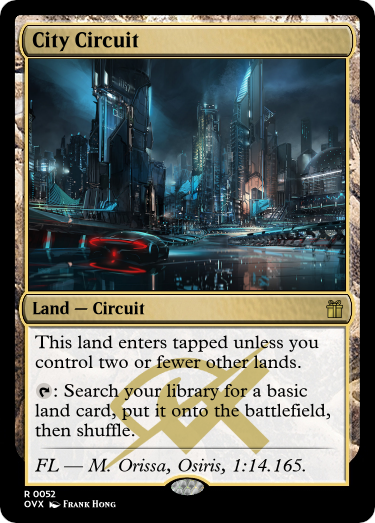 City Circuit
Land — Circuit
This land enters tapped unless you
control two or fewer other lands.
: Search your library for a basic
land card, put it onto the battlefield,
then shuffle.
FL — M. Orissa, Osiris, 1:14.165.
R 0052
OVX Frank Hong